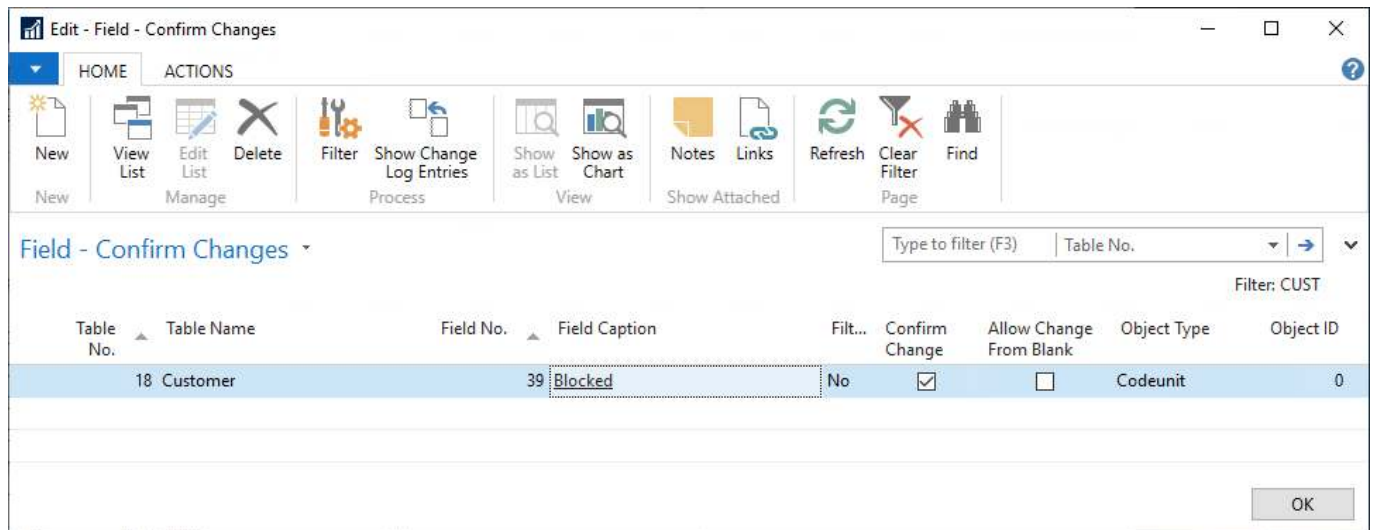 Edit - Field - Confirm Changes
HOME ACTIONS
New View List Edit List Delete Filter Show Change Log Entries Show as List Show as Chart Notes Links Refresh Clear Filter Find
New Manage Process View Show Attached Page
Field - Confirm Changes
Type to filter (F3) Table No.
Filter: CUST
Table No. Table Name Field No. Field Caption Filt... Confirm Change Allow Change From Blank Object Type Object ID
18 Customer 39 Blocked No Codeunit 0
OK